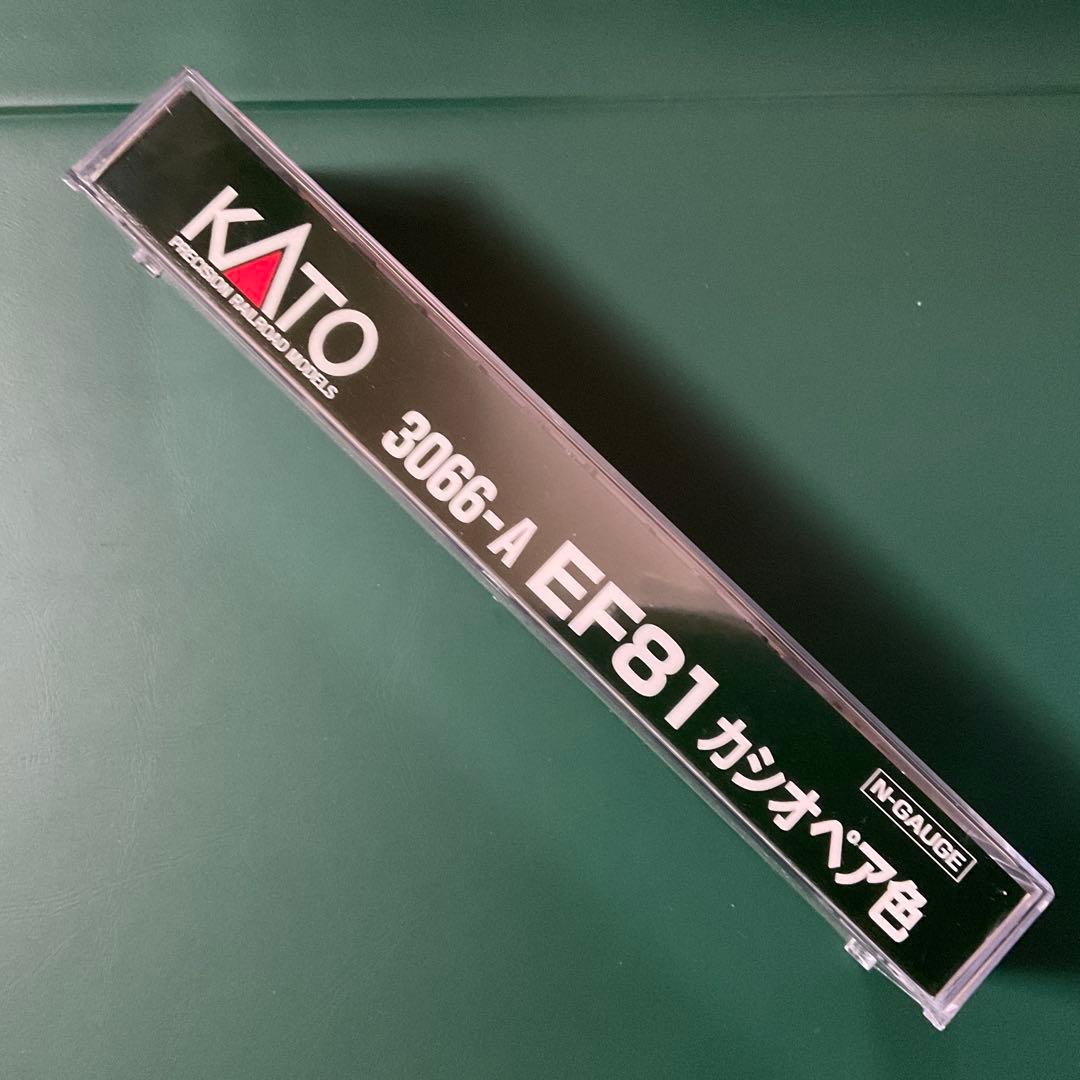 KATO
PRECISION RAILROAD MODELS
3066-A EF81 カシオペア色
N-GAUGE